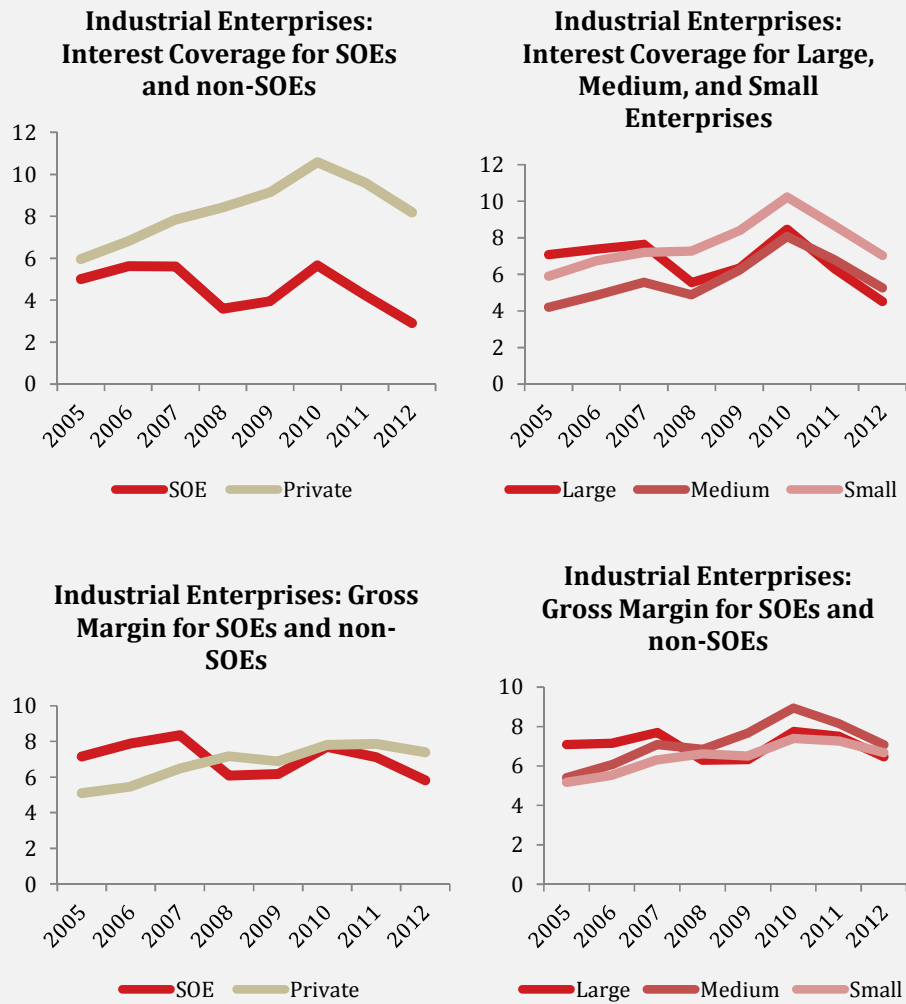 Industrial Enterprises:
Interest Coverage for SOEs
and non-SOEs
12
10
8
6
4
2
0
2005
2006
2007
2008
2009
2010
2011
2012
SOE
Private
Industrial Enterprises:
Interest Coverage for Large,
Medium, and Small
Enterprises
12
10
8
6
4
2
0
2005
2006
2007
2008
2009
2010
2011
2012
Large
Medium
Small
Industrial Enterprises: Gross
Margin for SOEs and non-
SOEs
10
8
6
4
2
0
2005
2006
2007
2008
2009
2010
2011
2012
SOE
Private
Industrial Enterprises:
Gross Margin for SOEs and
non-SOEs
10
8
6
4
2
0
2005
2006
2007
2008
2009
2010
2011
2012
Large
Medium
Small